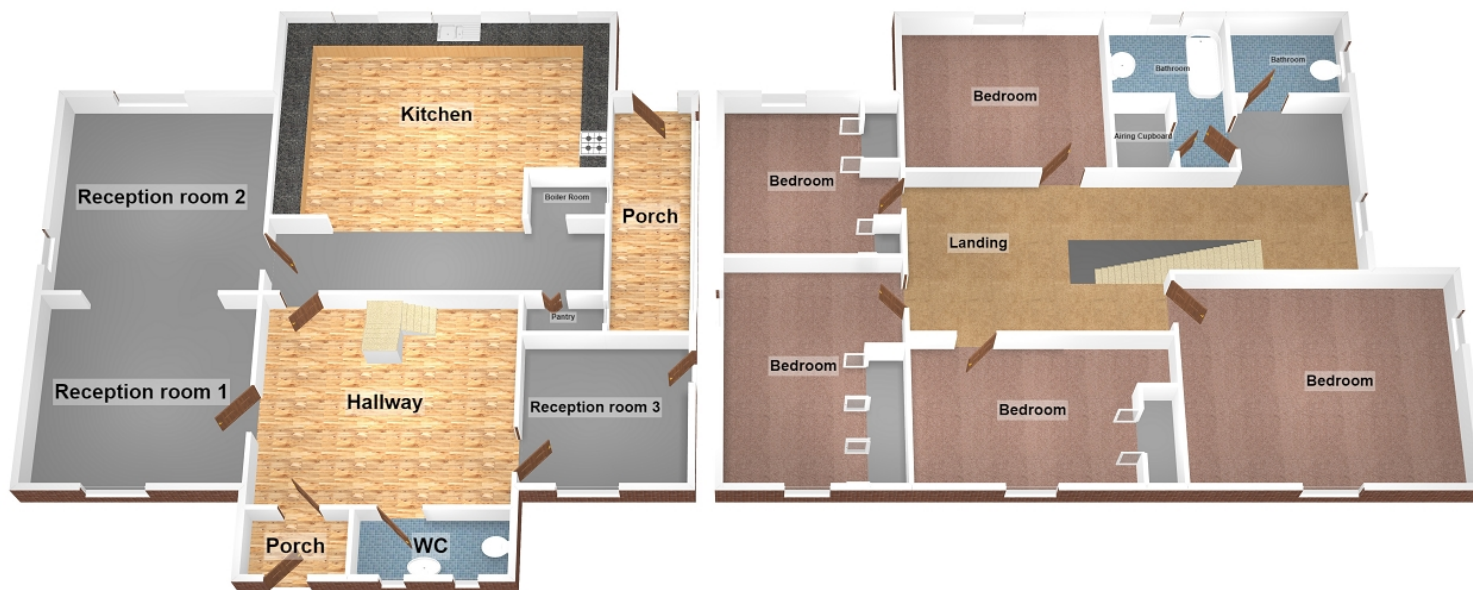 Kitchen
Reception room 2
Boiler Room
Porch
Pantry
Reception room 1
Hallway
Reception room 3
Porch
WC
Bathroom
Bathroom
Bedroom
Airing Cupboard
Bedroom
Landing
Bedroom
Bedroom
Bedroom